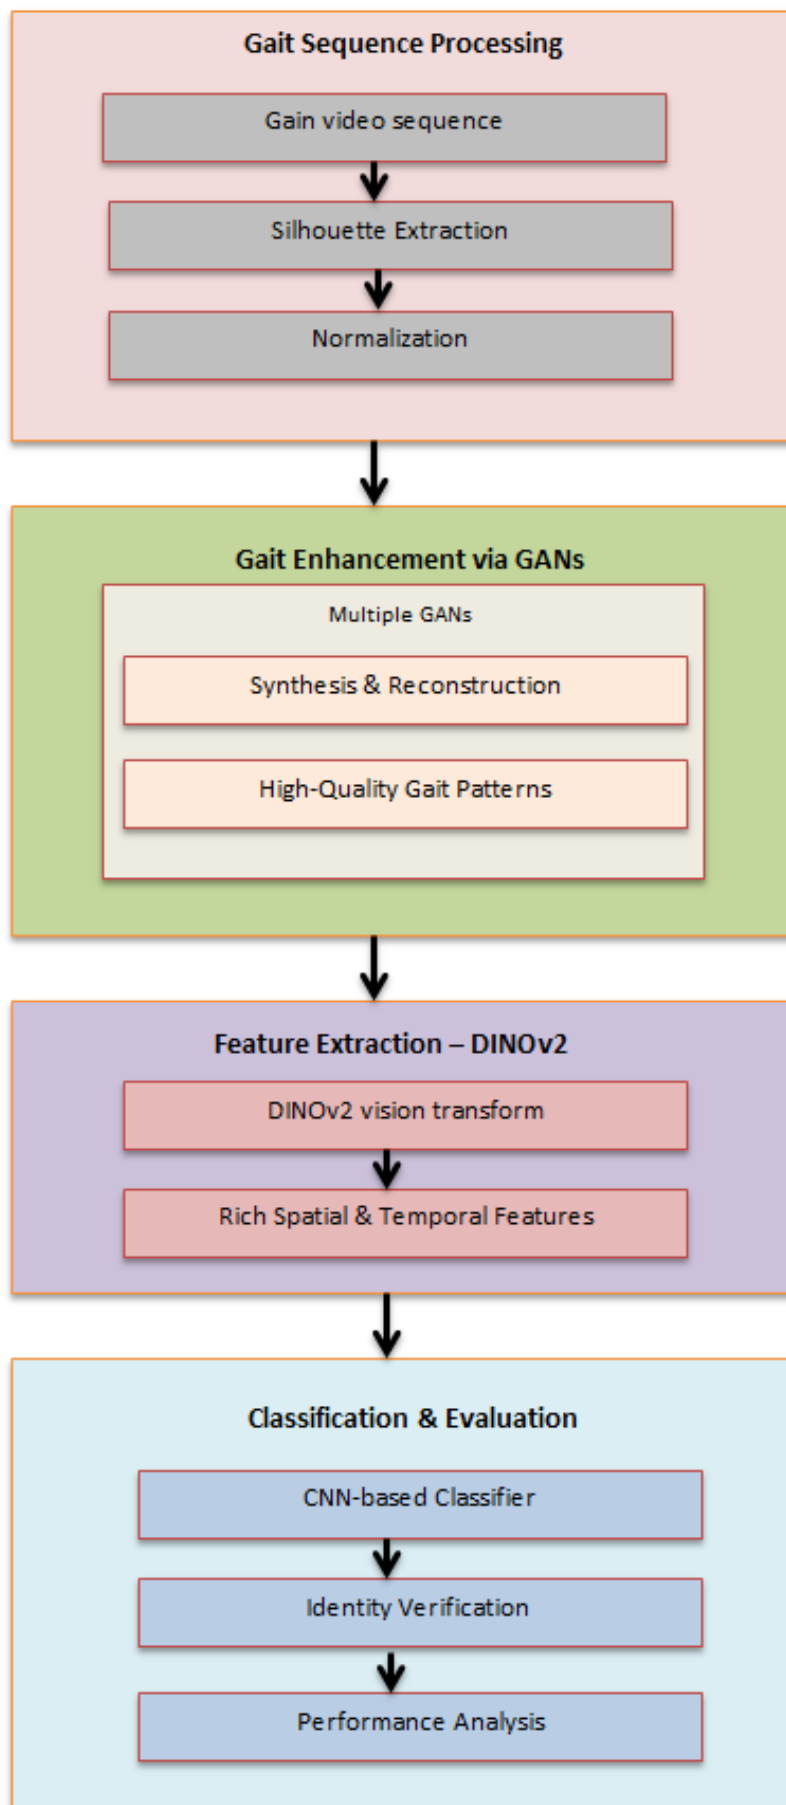 Gait Sequence Processing
Gain video sequence
Silhouette Extraction
Normalization
Gait Enhancement via GANs
Multiple GANs
Synthesis & Reconstruction
High-Quality Gait Patterns
Feature Extraction – DINOv2
DINOv2 vision transform
Rich Spatial & Temporal Features
Classification & Evaluation
CNN-based Classifier
Identity Verification
Performance Analysis